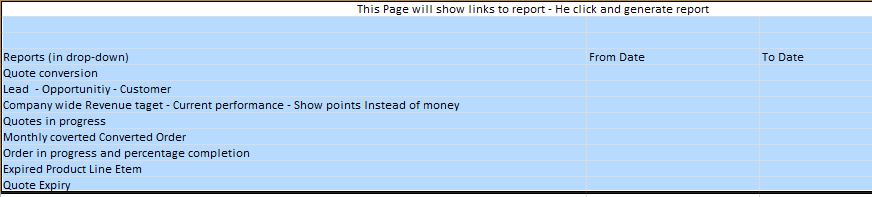 This Page will show links to report - He click and generate report
Reports (in drop-down) From Date To Date
Quote conversion
Lead - Opportunitiy - Customer
Company wide Revenue taget - Current performance - Show points Instead of money
Quotes in progress
Monthly coverted Converted Order
Order in progress and percentage completion
Expired Product Line Etem
Quote Expiry